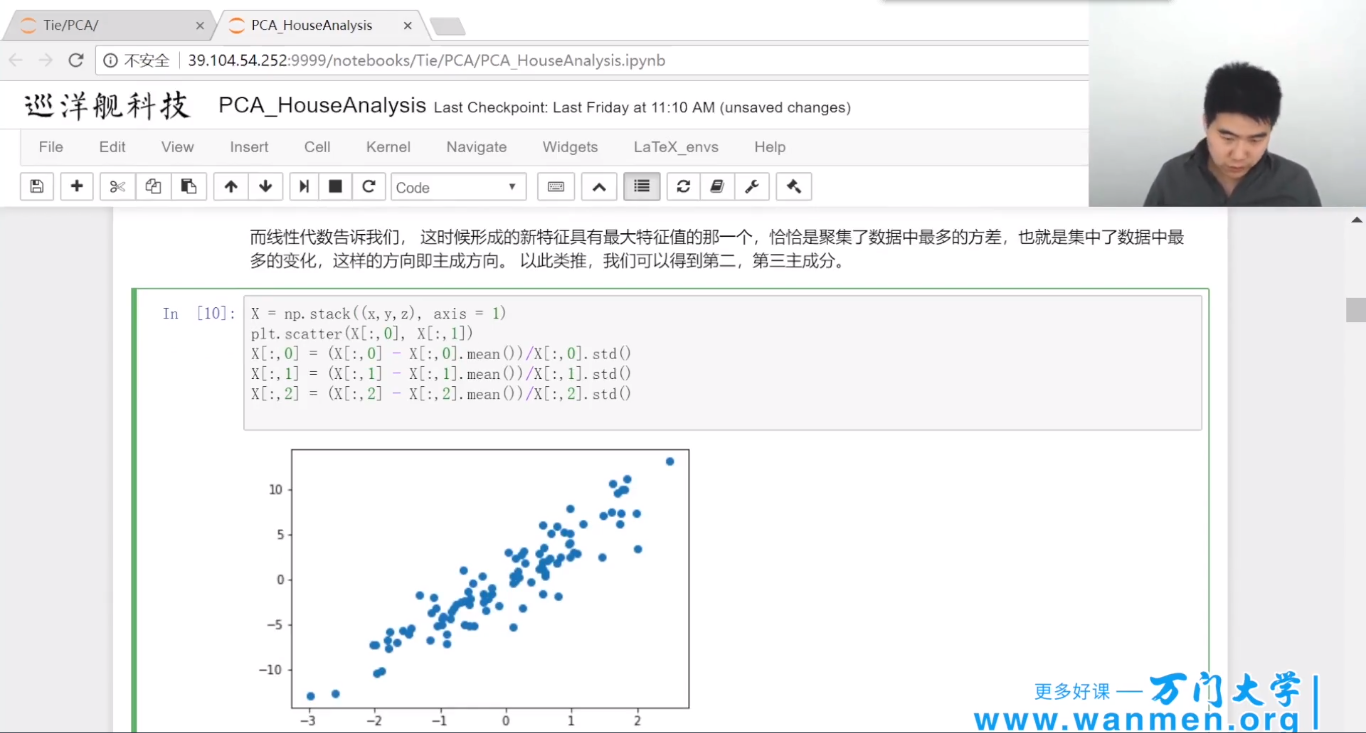 Tie/PCA/
PCA_HouseAnalysis
不安全 39.104.54.252:9999/notebooks/Tie/PCA/PCA_HouseAnalysis.ipynb
巡洋舰科技 PCA_HouseAnalysis Last Checkpoint: Last Friday at 11:10 AM (unsaved changes)
File Edit View Insert Cell Kernel Navigate Widgets LaTeX_envs Help
Code
而线性代数告诉我们， 这时候形成的新特征具有最大特征值的那一个，恰恰是聚集了数据中最多的方差，也就是集中了数据中最
多的变化，这样的方向即主成方向。 以此类推，我们可以得到第二，第三主成分。
In [10]:
X = np.stack((x,y,z), axis = 1)
plt.scatter(X[:,0], X[:,1])
X[:,0] = (X[:,0] - X[:,0].mean())/X[:,0].std()
X[:,1] = (X[:,1] - X[:,1].mean())/X[:,1].std()
X[:,2] = (X[:,2] - X[:,2].mean())/X[:,2].std()
10
5
0
−5
−10
−3 −2 −1 0 1 2
更多好课 — 万门大学
www.wanmen.org